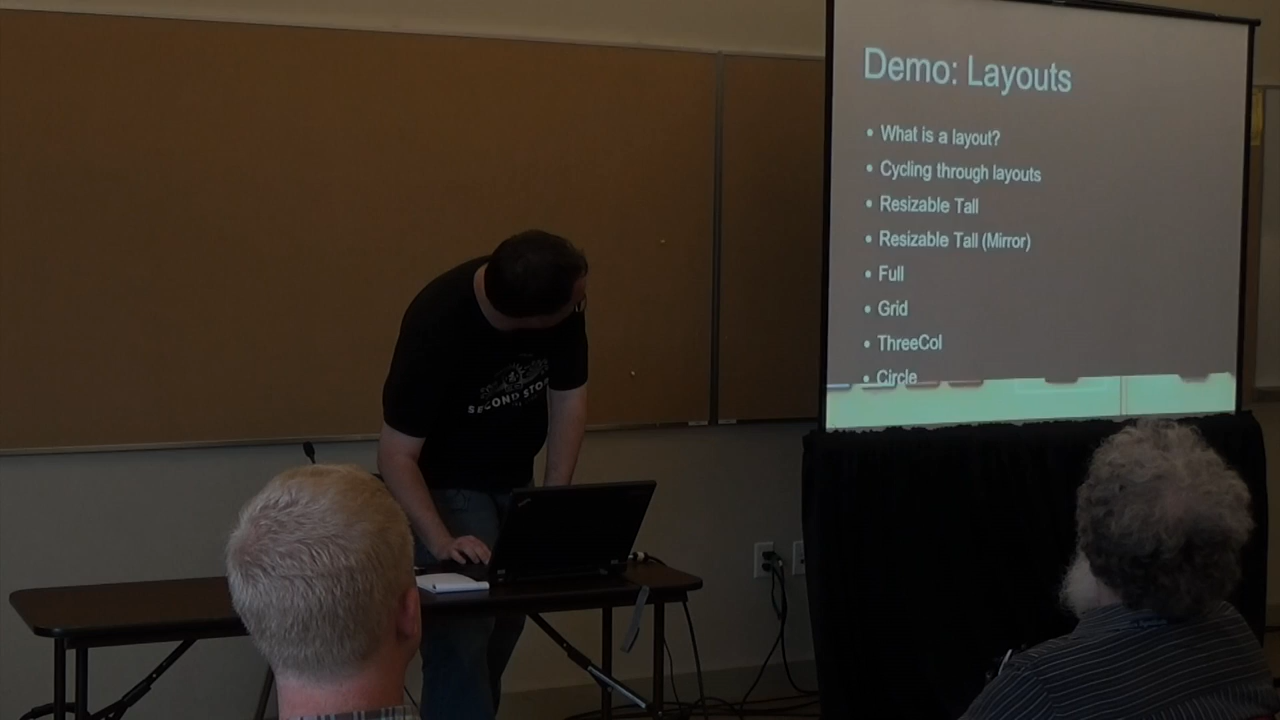 Demo: Layouts
• What is a layout?
• Cycling through layouts
• Resizable Tall
• Resizable Tall (Mirror)
• Full
• Grid
• ThreeCol
• Circle
SECOND STO